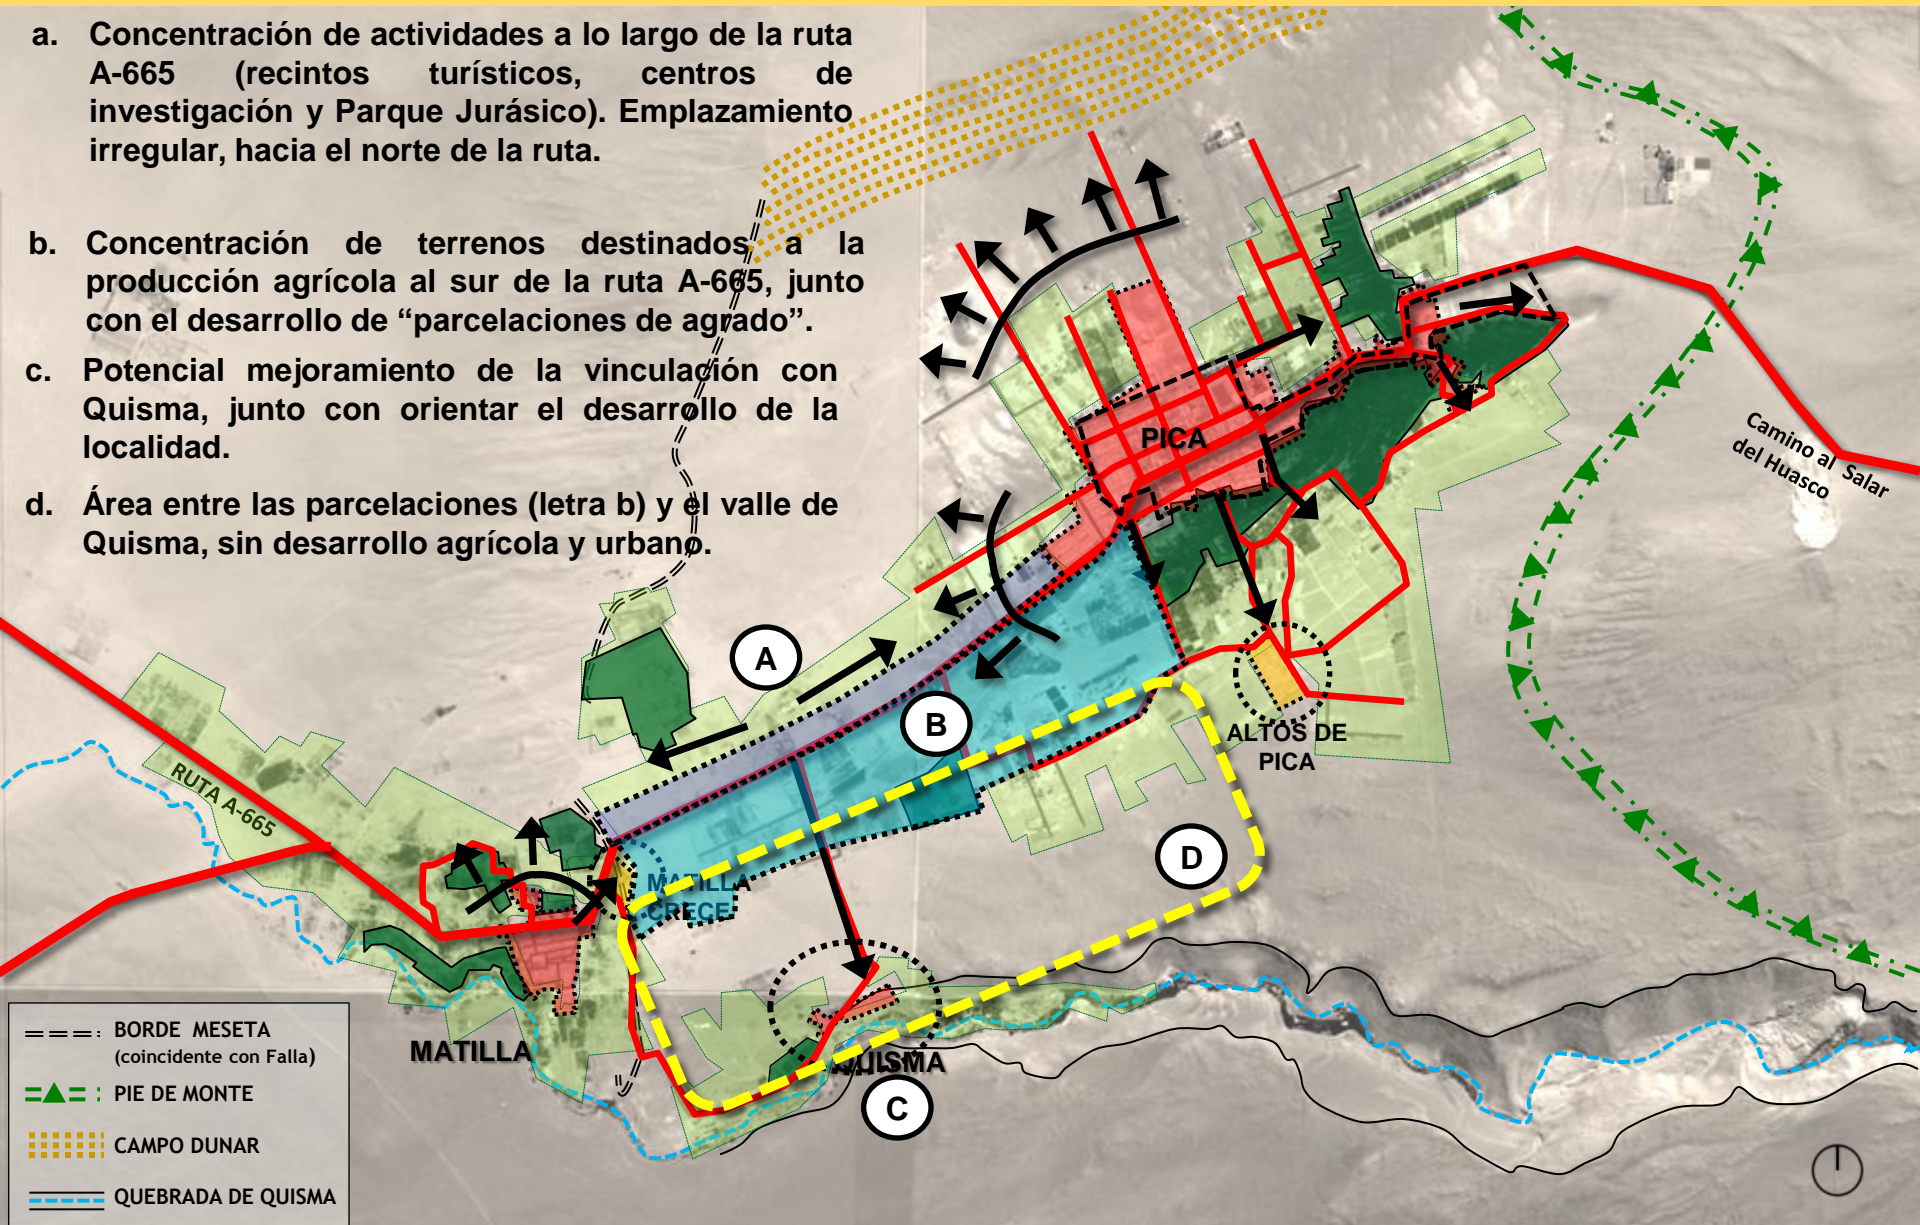 a. Concentración de actividades a lo largo de la ruta
A-665 (recintos turísticos, centros de
investigación y Parque Jurásico). Emplazamiento
irregular, hacia el norte de la ruta.
b. Concentración de terrenos destinados a la
producción agrícola al sur de la ruta A-665, junto
con el desarrollo de “parcelaciones de agrado”.
c. Potencial mejoramiento de la vinculación con
Quisma, junto con orientar el desarrollo de la
localidad.
d. Área entre las parcelaciones (letra b) y el valle de
Quisma, sin desarrollo agrícola y urbano.
PICA
Camino al Salar
del Huasco
A
B
ALTOS DE
PICA
RUTA A-665
D
MATILLA
CRECE
MATILLA
QUISMA
C
BORDE MESETA
(coincidente con Falla)
PIE DE MONTE
CAMPO DUNAR
QUEBRADA DE QUISMA